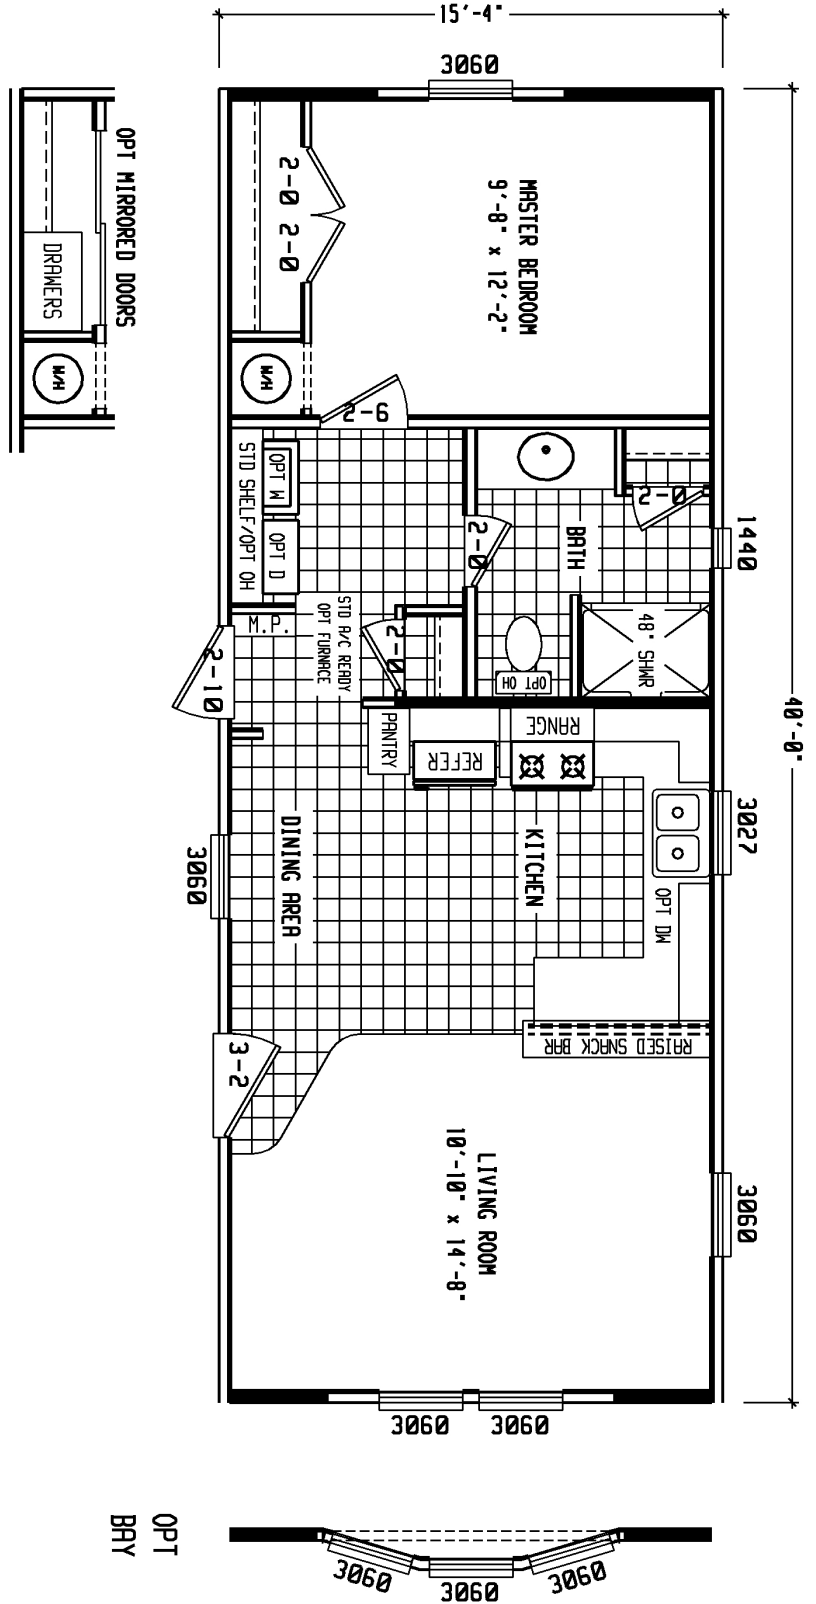 15'-4"
3060
OPT MIRRORED DOORS
DRAWERS
W/H
2-0 2-0
MASTER BEDROOM
9'-8" x 12'-2"
W/H
2-6
STD SHELF/OPT OH
OPT W
OPT D
2-0
BATH
2-0
1440
48" SHWR
OPT OH
M.P.
STD A/C READY
OPT FURNACE
2-0
2-10
40'-0"
PANTRY
REFER
RANGE
3027
OPT DW
KITCHEN
DINING AREA
3060
RAISED SNACK BAR
3-2
LIVING ROOM
10'-10" x 14'-8"
3060
3060
3060
OPT
BAY
3060
3060
3060